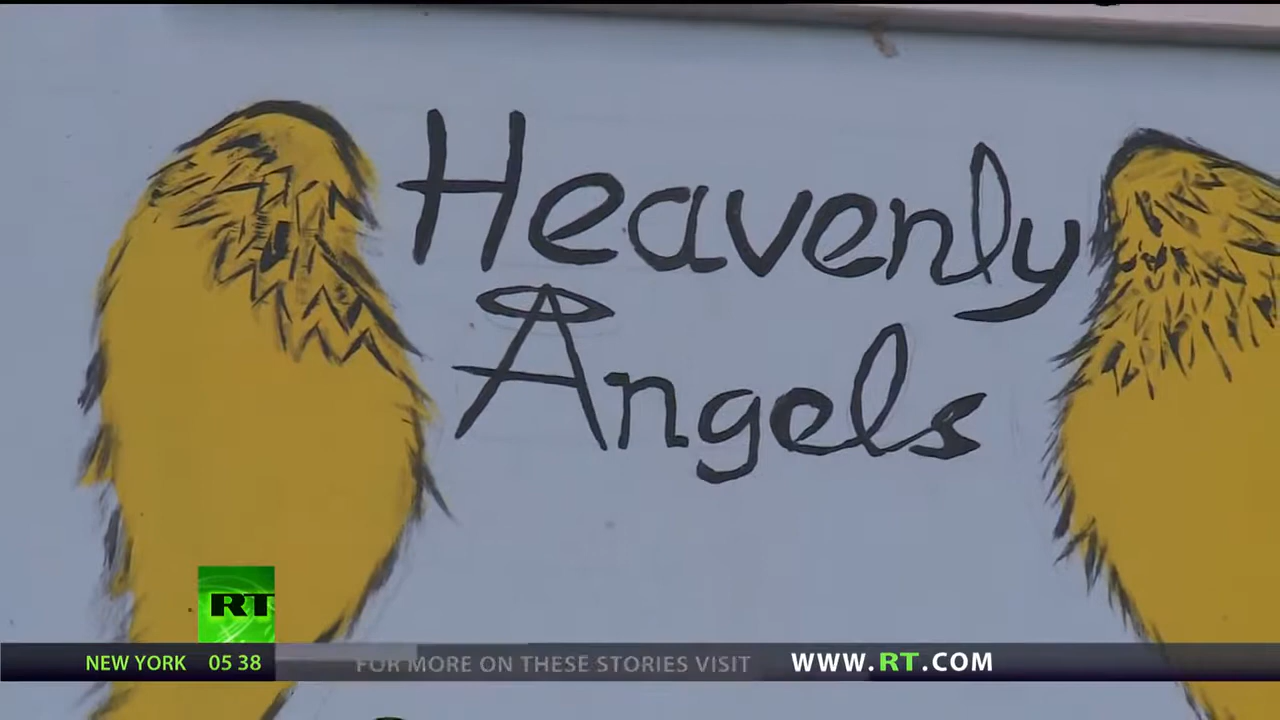 Heavenly
Angels
RT
NEW YORK 05 38 FOR MORE ON THESE STORIES VISIT WWW.RT.COM